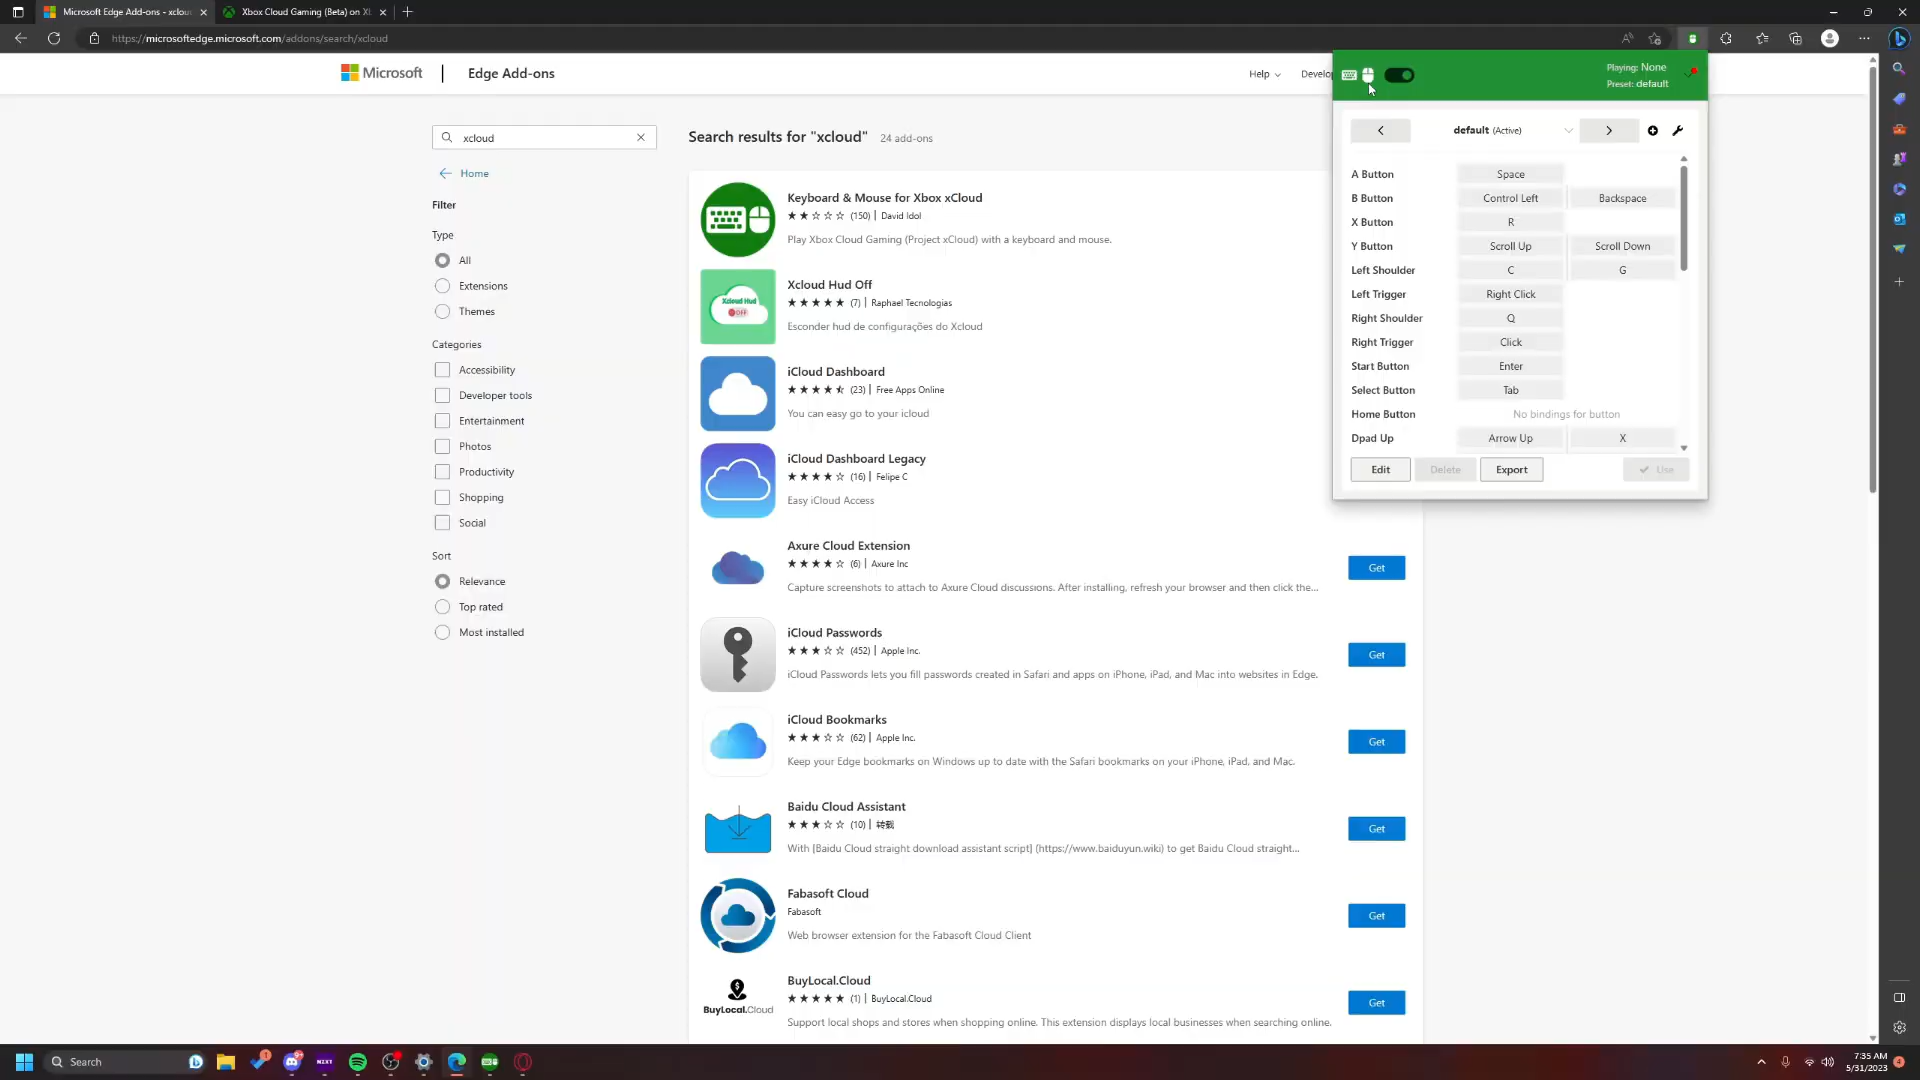 Microsoft Edge Add-ons - xclou
Xbox Cloud Gaming (Beta) on Xb
https://microsoftedge.microsoft.com/addons/search/xcloud
Microsoft
Edge Add-ons
Help
Develop
Playing: None
Preset: default
xcloud
Home
Filter
Type
All
Extensions
Themes
Categories
Accessibility
Developer tools
Entertainment
Photos
Productivity
Shopping
Social
Sort
Relevance
Top rated
Most installed
Search results for "xcloud" 24 add-ons
Keyboard & Mouse for Xbox xCloud
(150) | David Idol
Play Xbox Cloud Gaming (Project xCloud) with a keyboard and mouse.
Xcloud Hud
OFF
Xcloud Hud Off
(7) | Raphael Tecnologias
Esconder hud de configurações do Xcloud
iCloud Dashboard
(23) | Free Apps Online
You can easy go to your icloud
iCloud Dashboard Legacy
(16) | Felipe C
Easy iCloud Access
Axure Cloud Extension
(6) | Axure Inc
Capture screenshots to attach to Axure Cloud discussions. After installing, refresh your browser and then click the...
Get
iCloud Passwords
(452) | Apple Inc.
iCloud Passwords lets you fill passwords created in Safari and apps on iPhone, iPad, and Mac into websites in Edge.
Get
iCloud Bookmarks
(62) | Apple Inc.
Keep your Edge bookmarks on Windows up to date with the Safari bookmarks on your iPhone, iPad, and Mac.
Get
Baidu Cloud Assistant
(10) | 转载
With [Baidu Cloud straight download assistant script] (https://www.baiduyun.wiki) to get Baidu Cloud straight...
Get
Fabasoft Cloud
Fabasoft
Web browser extension for the Fabasoft Cloud Client
Get
BuyLocal.Cloud
BuyLocal.Cloud
(1) | BuyLocal.Cloud
Support local shops and stores when shopping online. This extension displays local businesses when searching online.
Get
default (Active)
A Button Space
B Button Control Left Backspace
X Button R
Y Button Scroll Up Scroll Down
Left Shoulder C G
Left Trigger Right Click
Right Shoulder Q
Right Trigger Click
Start Button Enter
Select Button Tab
Home Button No bindings for button
Dpad Up Arrow Up X
Edit
Delete
Export
Use
Search
NZXT
7:35 AM
5/31/2023
4